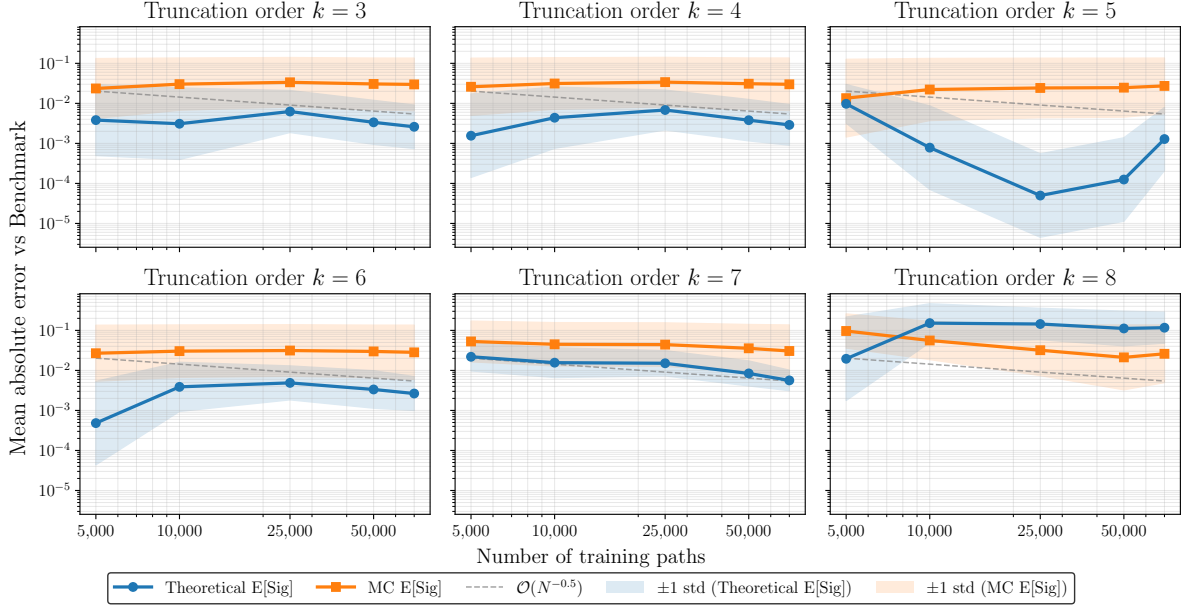 Truncation order k = 3
Truncation order k = 4
Truncation order k = 5
10⁻¹
10⁻²
10⁻³
10⁻⁴
10⁻⁵
Truncation order k = 6
Truncation order k = 7
Truncation order k = 8
10⁻¹
10⁻²
10⁻³
10⁻⁴
10⁻⁵
Mean absolute error vs Benchmark
5,000 10,000 25,000 50,000
5,000 10,000 25,000 50,000
5,000 10,000 25,000 50,000
Number of training paths
Theoretical E[Sig] MC E[Sig] 𝒪(N⁻⁰·⁵) ±1 std (Theoretical E[Sig]) ±1 std (MC E[Sig])